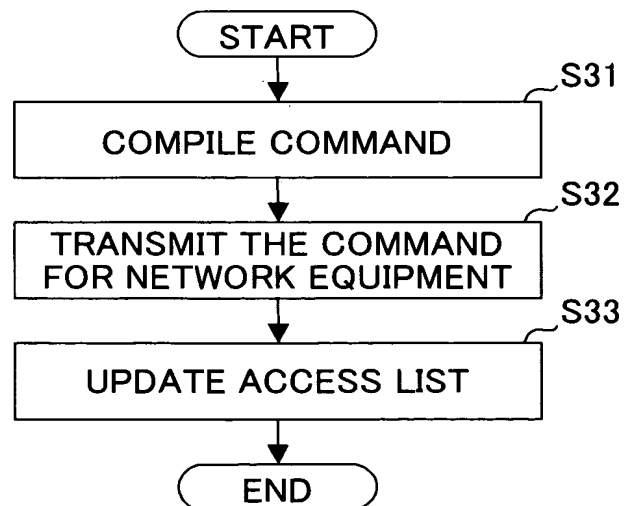 START
S31
COMPILE COMMAND
S32
TRANSMIT THE COMMAND
FOR NETWORK EQUIPMENT
S33
UPDATE ACCESS LIST
END